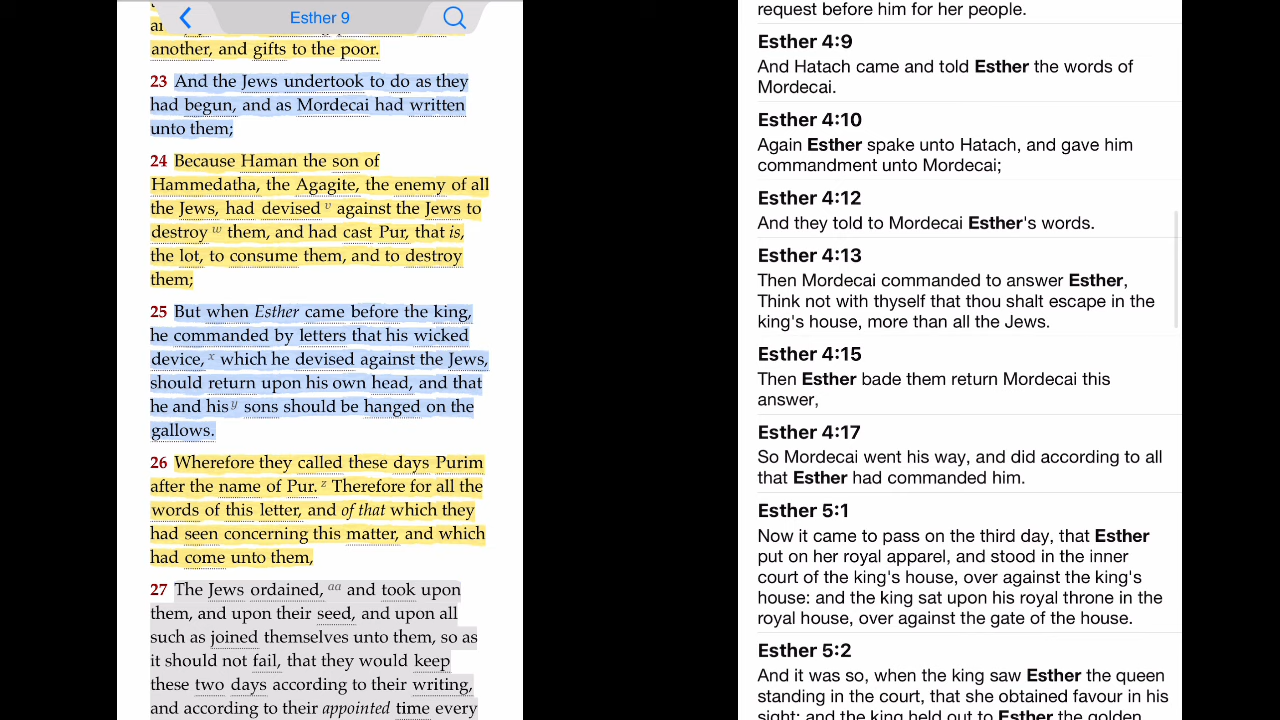 Esther 9
another, and gifts to the poor.
23 And the Jews undertook to do as they
had begun, and as Mordecai had written
unto them;
24 Because Haman the son of
Hammedatha, the Agagite, the enemy of all
the Jews, had devised v against the Jews to
destroy w them, and had cast Pur, that is,
the lot, to consume them, and to destroy
them;
25 But when Esther came before the king,
he commanded by letters that his wicked
device, x which he devised against the Jews,
should return upon his own head, and that
he and his y sons should be hanged on the
gallows.
26 Wherefore they called these days Purim
after the name of Pur. z Therefore for all the
words of this letter, and of that which they
had seen concerning this matter, and which
had come unto them,
27 The Jews ordained, aa and took upon
them, and upon their seed, and upon all
such as joined themselves unto them, so as
it should not fail, that they would keep
these two days according to their writing,
and according to their appointed time every
request before him for her people.
Esther 4:9
And Hatach came and told Esther the words of
Mordecai.
Esther 4:10
Again Esther spake unto Hatach, and gave him
commandment unto Mordecai;
Esther 4:12
And they told to Mordecai Esther's words.
Esther 4:13
Then Mordecai commanded to answer Esther,
Think not with thyself that thou shalt escape in the
king's house, more than all the Jews.
Esther 4:15
Then Esther bade them return Mordecai this
answer,
Esther 4:17
So Mordecai went his way, and did according to all
that Esther had commanded him.
Esther 5:1
Now it came to pass on the third day, that Esther
put on her royal apparel, and stood in the inner
court of the king's house, over against the king's
house: and the king sat upon his royal throne in the
royal house, over against the gate of the house.
Esther 5:2
And it was so, when the king saw Esther the queen
standing in the court, that she obtained favour in his
sight: and the king held out to Esther the golden